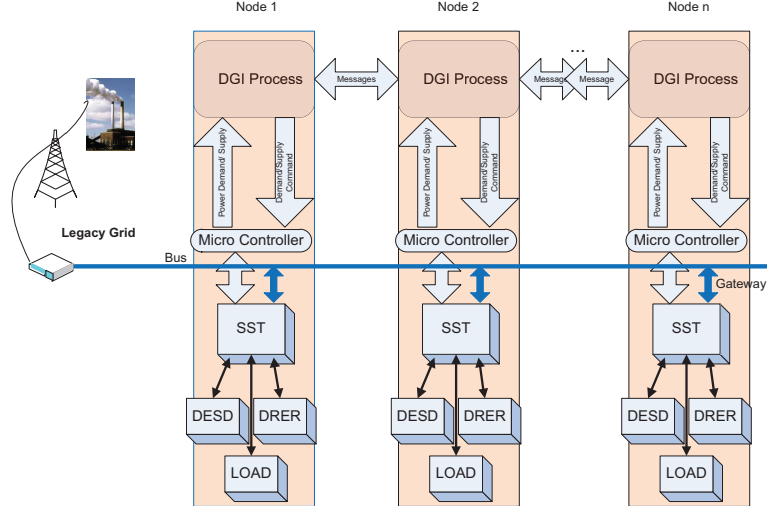 Node 1
Node 2
Node n
...
DGI Process
Messages
DGI Process
Message
Message
DGI Process
Power Demand/ Supply
Demand/Supply
Command
Power Demand/ Supply
Demand/Supply
Command
Power Demand/ Supply
Demand/Supply
Command
Legacy Grid
Micro Controller
Micro Controller
Micro Controller
Bus
Gateway
SST
SST
SST
DESD
DRER
DESD
DRER
DESD
DRER
LOAD
LOAD
LOAD